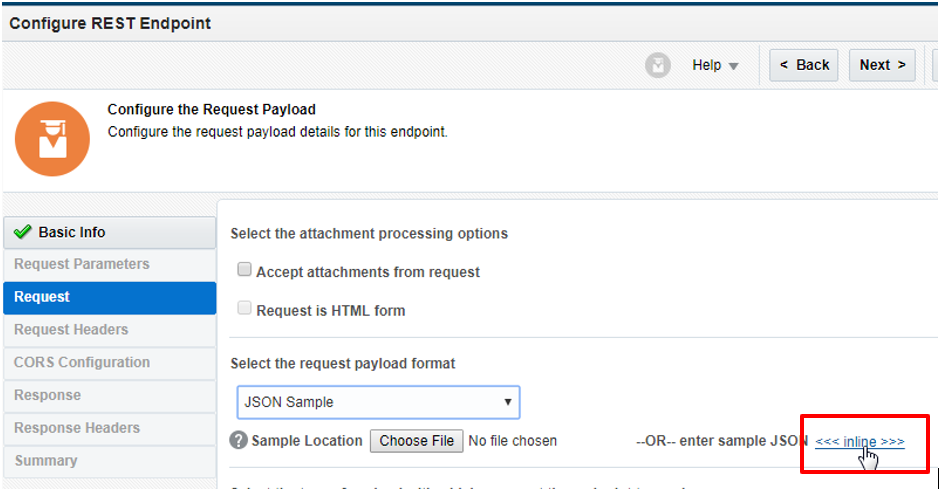 Configure REST Endpoint
Help
< Back
Next >
Configure the Request Payload
Configure the request payload details for this endpoint.
Basic Info
Request Parameters
Request
Request Headers
CORS Configuration
Response
Response Headers
Summary
Select the attachment processing options
Accept attachments from request
Request is HTML form
Select the request payload format
JSON Sample
? Sample Location Choose File No file chosen --OR-- enter sample JSON <<< inline >>>